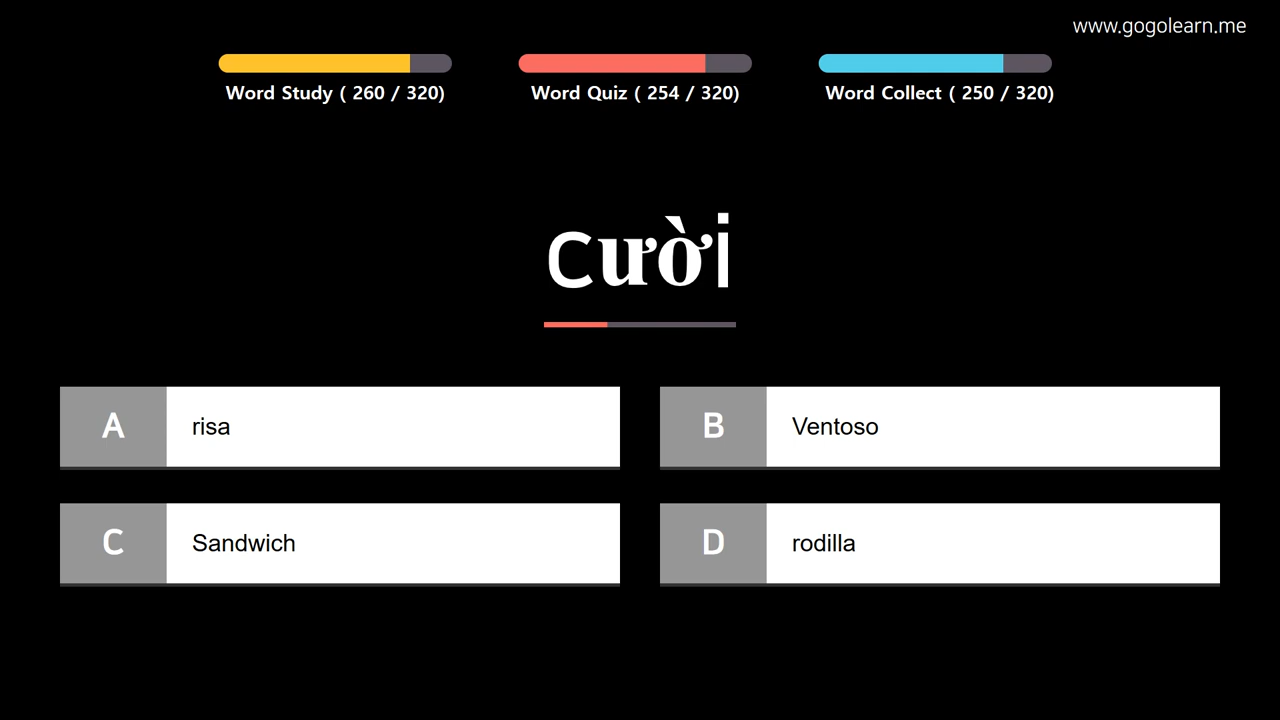 www.gogolearn.me
Word Study ( 260 / 320)
Word Quiz ( 254 / 320)
Word Collect ( 250 / 320)
cười
A risa
B Ventoso
C Sandwich
D rodilla